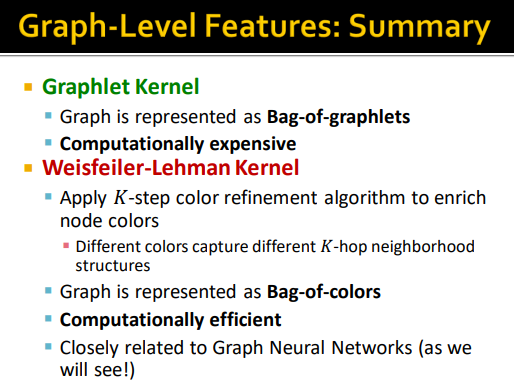 Graph-Level Features: Summary
Graphlet Kernel
Graph is represented as Bag-of-graphlets
Computationally expensive
Weisfeiler-Lehman Kernel
Apply K-step color refinement algorithm to enrich
node colors
Different colors capture different K-hop neighborhood
structures
Graph is represented as Bag-of-colors
Computationally efficient
Closely related to Graph Neural Networks (as we
will see!)